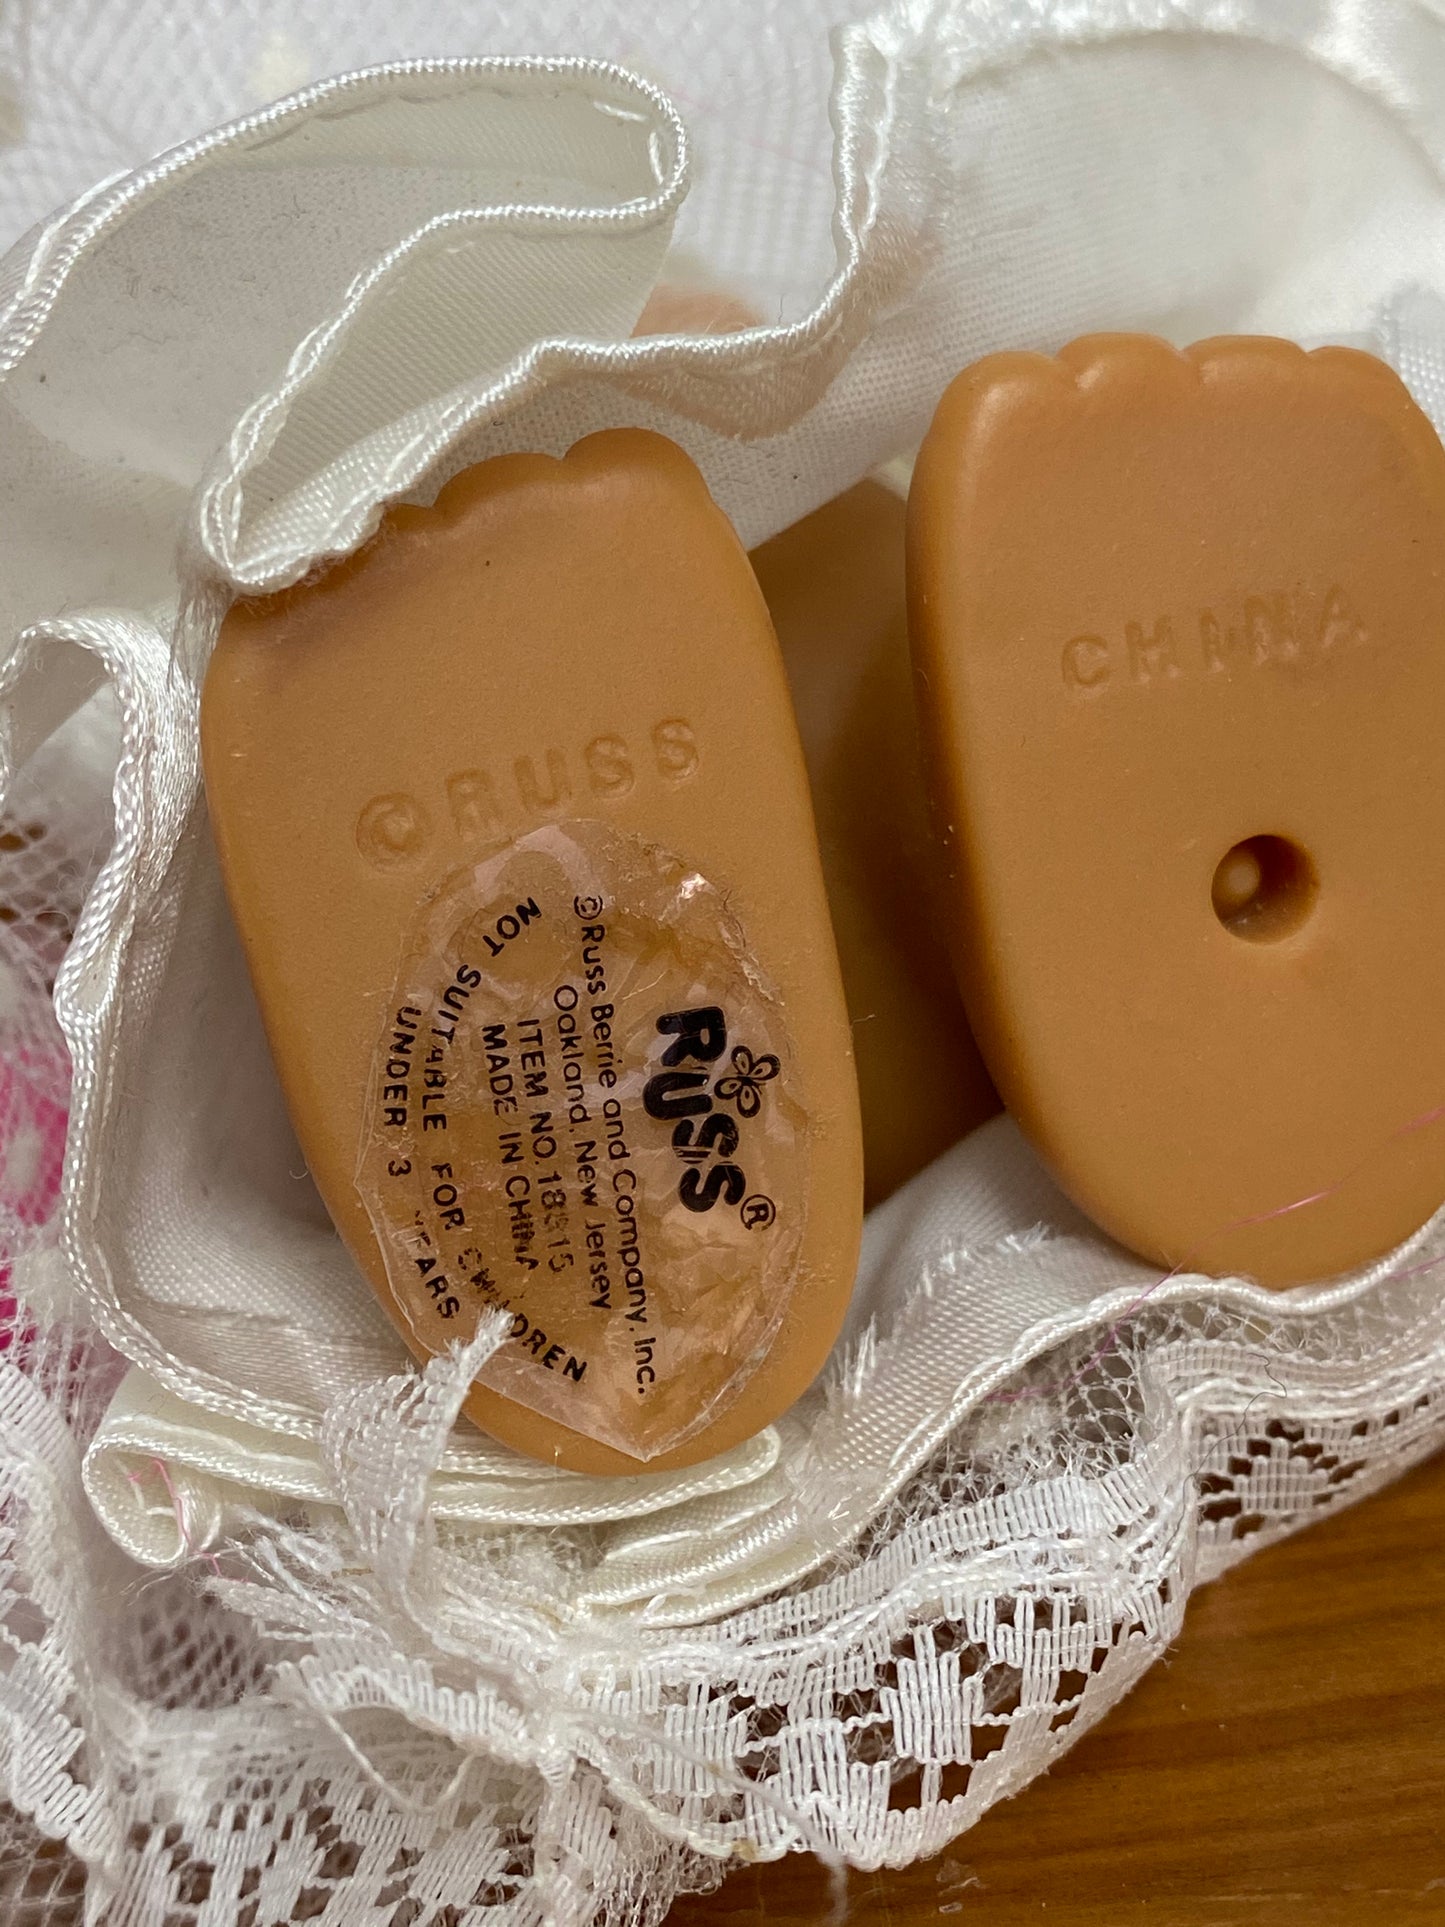 ©RUSS
CHINA
RUSS®
©Russ Berrie and Company, Inc.
Oakland, New Jersey
ITEM NO.
MADE IN CHINA
NOT SUITABLE FOR CHILDREN
UNDER 3 YEARS